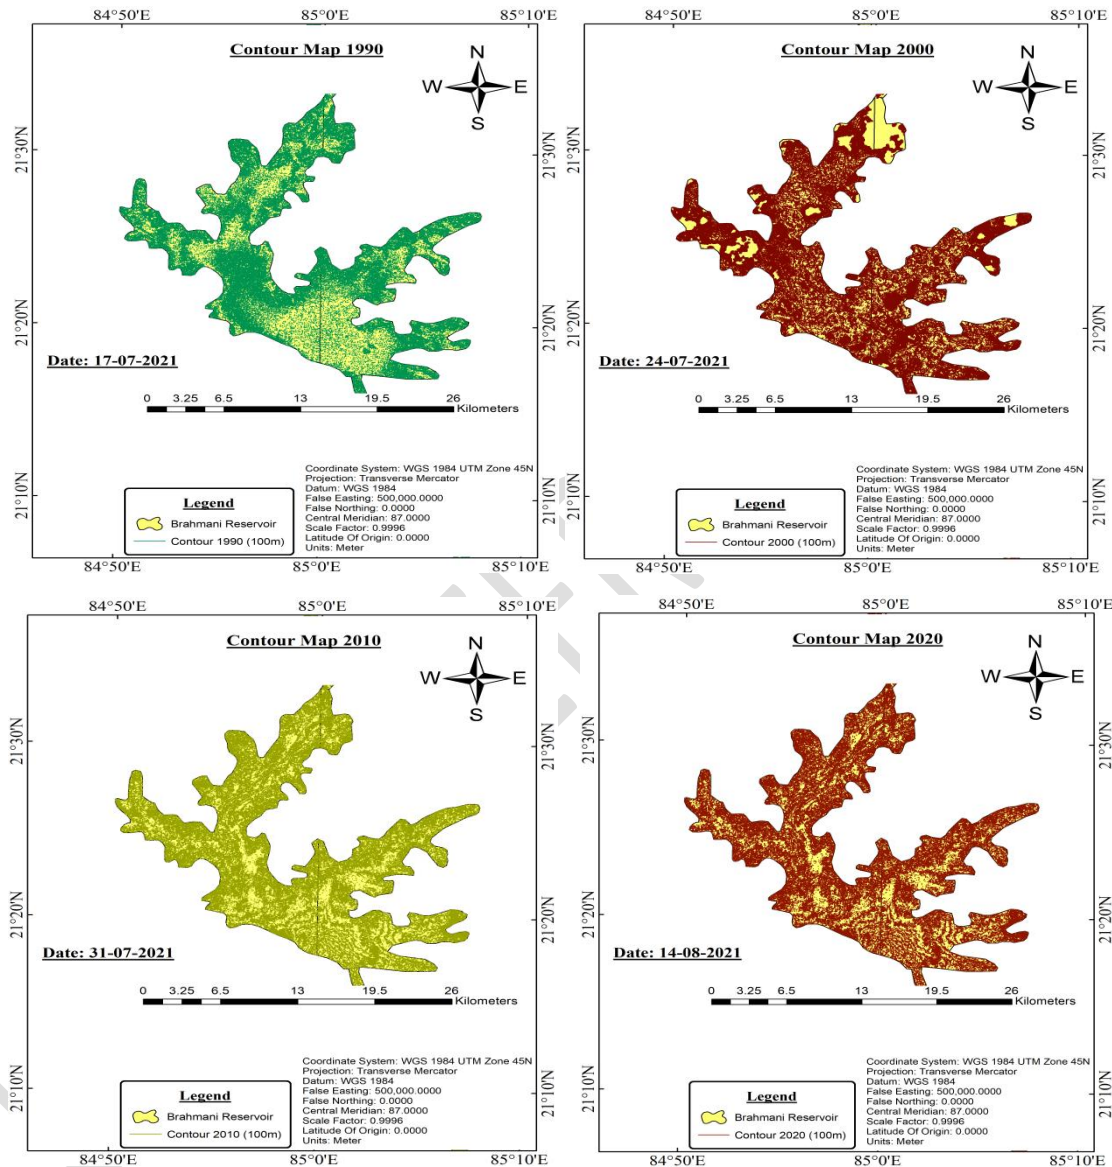 84°50'E 85°0'E 85°10'E
Contour Map 1990
N
W E
S
21°30'N 21°30'N
21°20'N 21°20'N
Date: 17-07-2021
0 3.25 6.5 13 19.5 26
Kilometers
21°10'N 21°10'N
Coordinate System: WGS 1984 UTM Zone 45N
Projection: Transverse Mercator
Datum: WGS 1984
False Easting: 500,000.0000
False Northing: 0.0000
Central Meridian: 87.0000
Scale Factor: 0.9996
Latitude Of Origin: 0.0000
Units: Meter
Legend
Brahmani Reservoir
Contour 1990 (100m)
84°50'E 85°0'E 85°10'E
84°50'E 85°0'E 85°10'E
Contour Map 2000
N
W E
S
21°30'N 21°30'N
21°20'N 21°20'N
Date: 24-07-2021
0 3.25 6.5 13 19.5 26
Kilometers
21°10'N 21°10'N
Coordinate System: WGS 1984 UTM Zone 45N
Projection: Transverse Mercator
Datum: WGS 1984
False Easting: 500,000.0000
False Northing: 0.0000
Central Meridian: 87.0000
Scale Factor: 0.9996
Latitude Of Origin: 0.0000
Units: Meter
Legend
Brahmani Reservoir
Contour 2000 (100m)
84°50'E 85°0'E 85°10'E
84°50'E 85°0'E 85°10'E
Contour Map 2010
N
W E
S
21°30'N 21°30'N
21°20'N 21°20'N
Date: 31-07-2021
0 3.25 6.5 13 19.5 26
Kilometers
21°10'N 21°10'N
Coordinate System: WGS 1984 UTM Zone 45N
Projection: Transverse Mercator
Datum: WGS 1984
False Easting: 500,000.0000
False Northing: 0.0000
Central Meridian: 87.0000
Scale Factor: 0.9996
Latitude Of Origin: 0.0000
Units: Meter
Legend
Brahmani Reservoir
Contour 2010 (100m)
84°50'E 85°0'E 85°10'E
Contour Map 2020
N
W E
S
21°30'N 21°30'N
21°20'N 21°20'N
Date: 14-08-2021
0 3.25 6.5 13 19.5 26
Kilometers
21°10'N 21°10'N
Coordinate System: WGS 1984 UTM Zone 45N
Projection: Transverse Mercator
Datum: WGS 1984
False Easting: 500,000.0000
False Northing: 0.0000
Central Meridian: 87.0000
Scale Factor: 0.9996
Latitude Of Origin: 0.0000
Units: Meter
Legend
Brahmani Reservoir
Contour 2020 (100m)